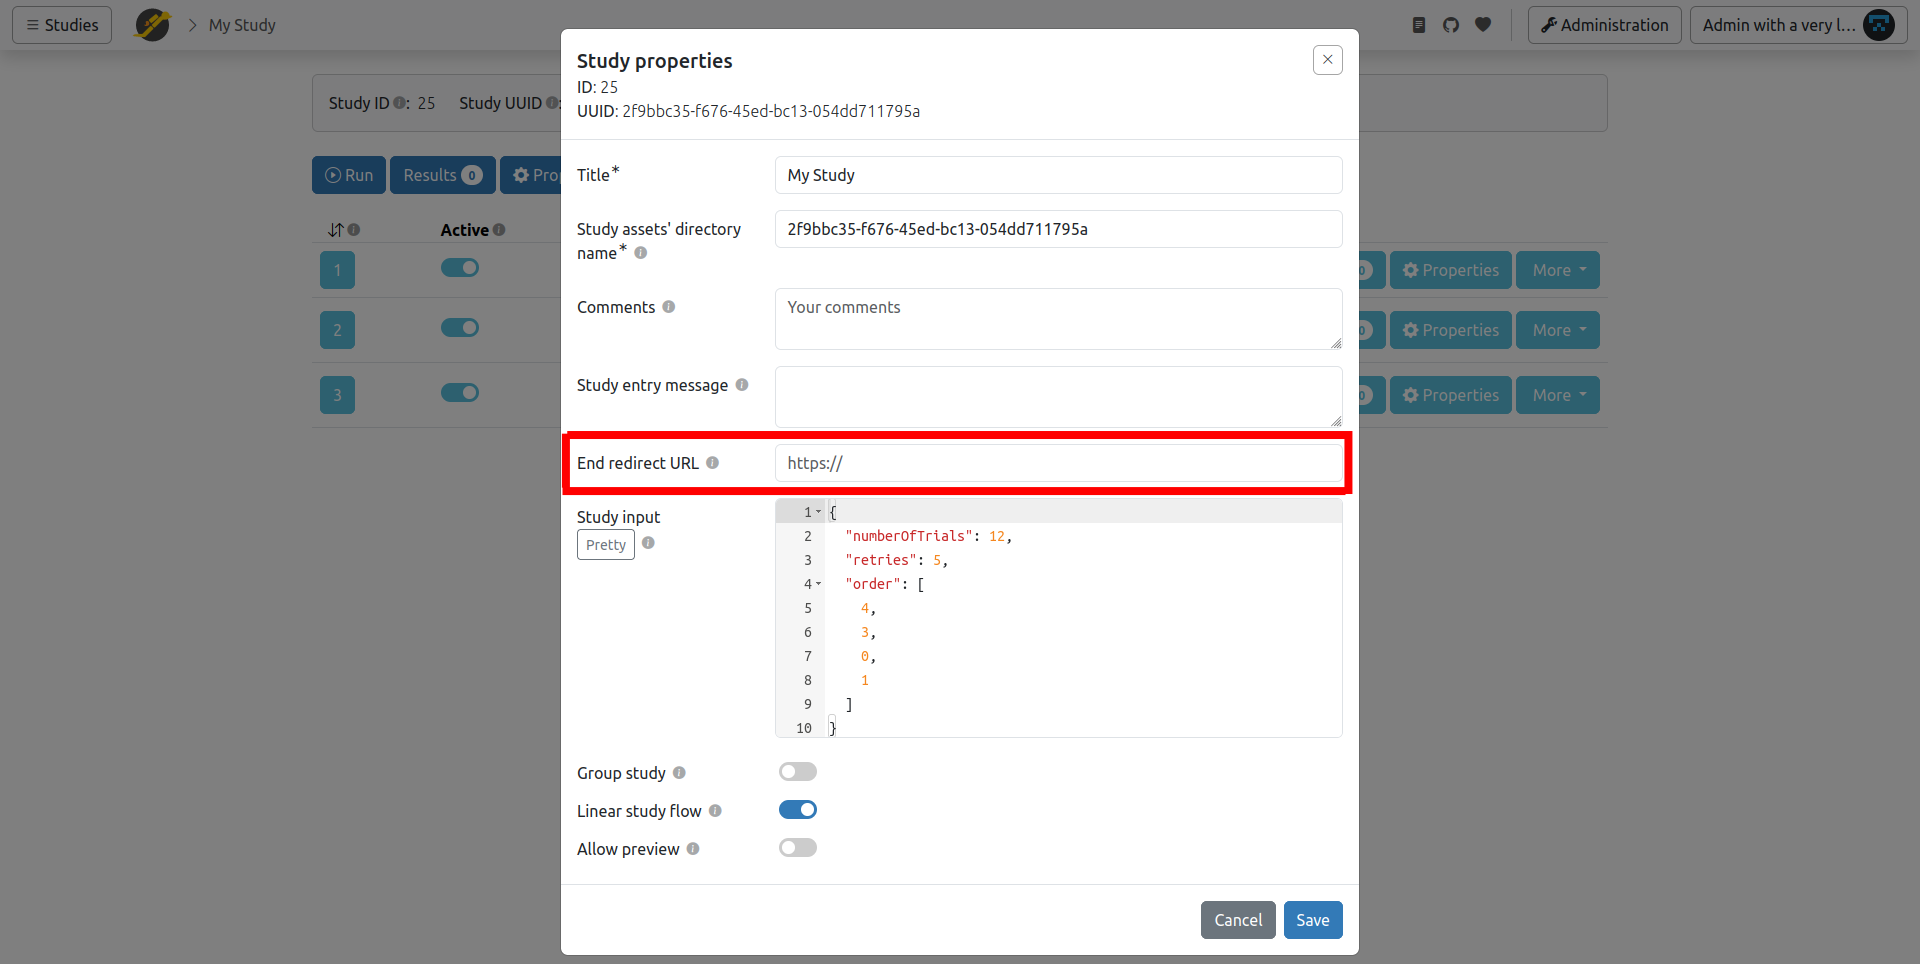 Studies
My Study
Administration
Admin with a very l...
Study ID: 25 Study UUID:
Run
Results 0
Prop
Active
1
Properties
More
2
Properties
More
3
Properties
More
Study properties
ID: 25
UUID: 2f9bbc35-f676-45ed-bc13-054dd711795a
Title*
My Study
Study assets' directory
name*
2f9bbc35-f676-45ed-bc13-054dd711795a
Comments
Your comments
Study entry message
End redirect URL
https://
Study input
Pretty
1 {
2 "numberOfTrials": 12,
3 "retries": 5,
4 "order": [
5 4,
6 3,
7 0,
8 1
9 ]
10 }
Group study
Linear study flow
Allow preview
Cancel
Save